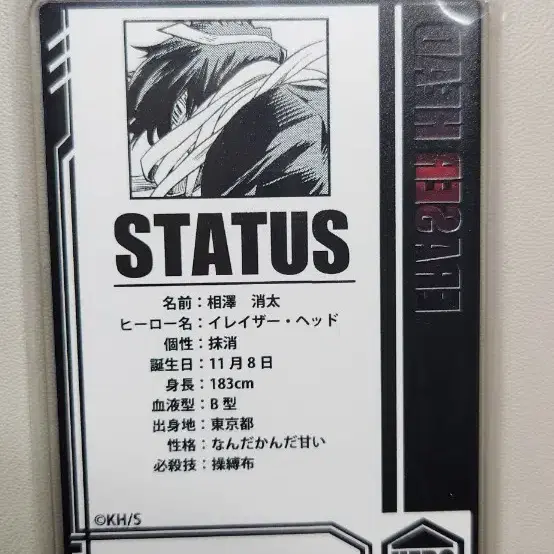 STATUS
名前：相澤　消太
ヒーロー名：イレイザー・ヘッド
個性：抹消
誕生日：11月8日
身長：183cm
血液型：B型
出身地：東京都
性格：なんだかんだ甘い
必殺技：操縛布
©KH/S
ERASER HEAD
HERO